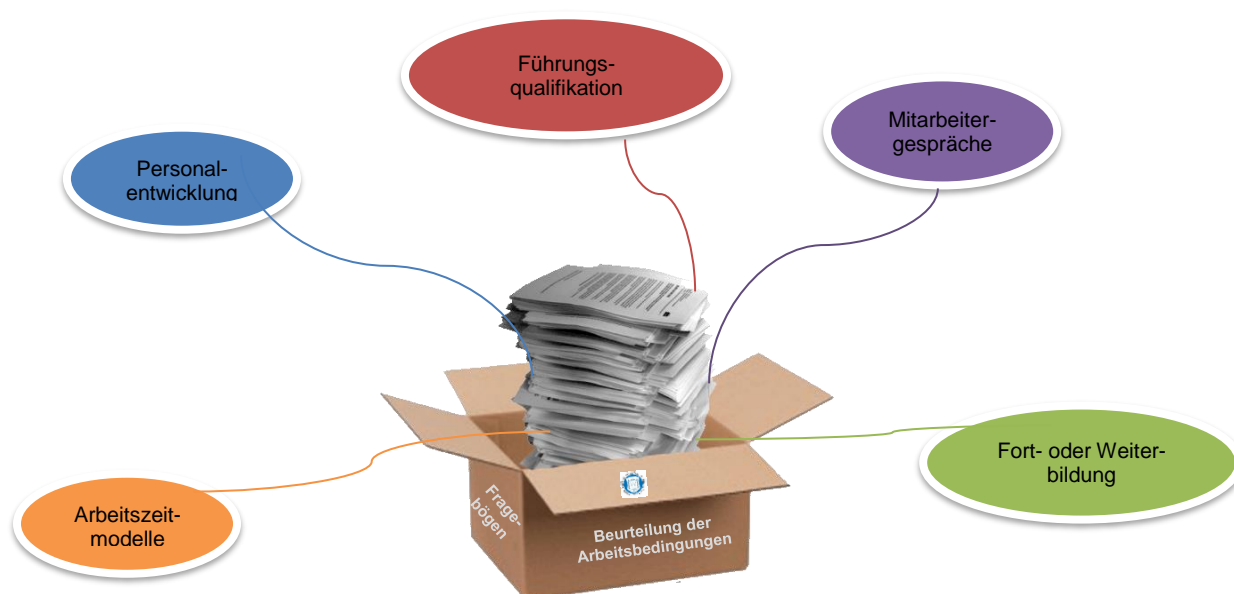 Führungs-
qualifikation
Mitarbeiter-
gespräche
Personal-
entwicklung
Fort- oder Weiter-
bildung
Arbeitszeit-
modelle
Frage-
bögen
Beurteilung der
Arbeitsbedingungen